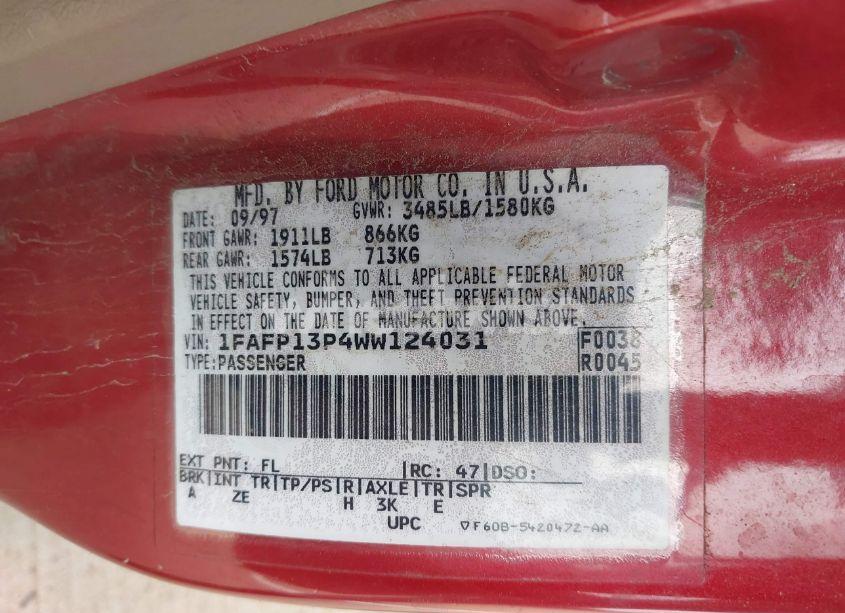 MFD. BY FORD MOTOR CO. IN U.S.A.
DATE: 09/97 GVWR: 3485LB/1580KG
FRONT GAWR: 1911LB 866KG
REAR GAWR: 1574LB 713KG
THIS VEHICLE CONFORMS TO ALL APPLICABLE FEDERAL MOTOR
VEHICLE SAFETY, BUMPER, AND THEFT PREVENTION STANDARDS
IN EFFECT ON THE DATE OF MANUFACTURE SHOWN ABOVE.
VIN: 1FAFP13P4WW124031 F0038
TYPE: PASSENGER R0045
EXT PNT: FL |RC: 47|DSO:
BRK|INT TR|TP/PS|R|AXLE|TR|SPR
A ZE H 3K E
UPC ▽F60B-5420472-AA